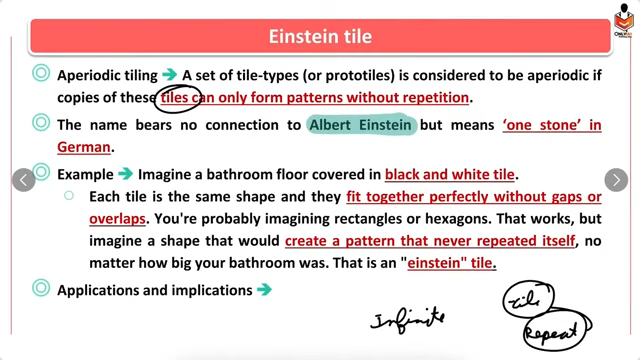 Einstein tile
Aperiodic tiling ➔ A set of tile-types (or prototiles) is considered to be aperiodic if
copies of these tiles can only form patterns without repetition.
The name bears no connection to Albert Einstein but means ‘one stone’ in
German.
Example ➔ Imagine a bathroom floor covered in black and white tile.
Each tile is the same shape and they fit together perfectly without gaps or
overlaps. You're probably imagining rectangles or hexagons. That works, but
imagine a shape that would create a pattern that never repeated itself, no
matter how big your bathroom was. That is an "einstein" tile.
Applications and implications ➔
tile
Infinite
Repeat